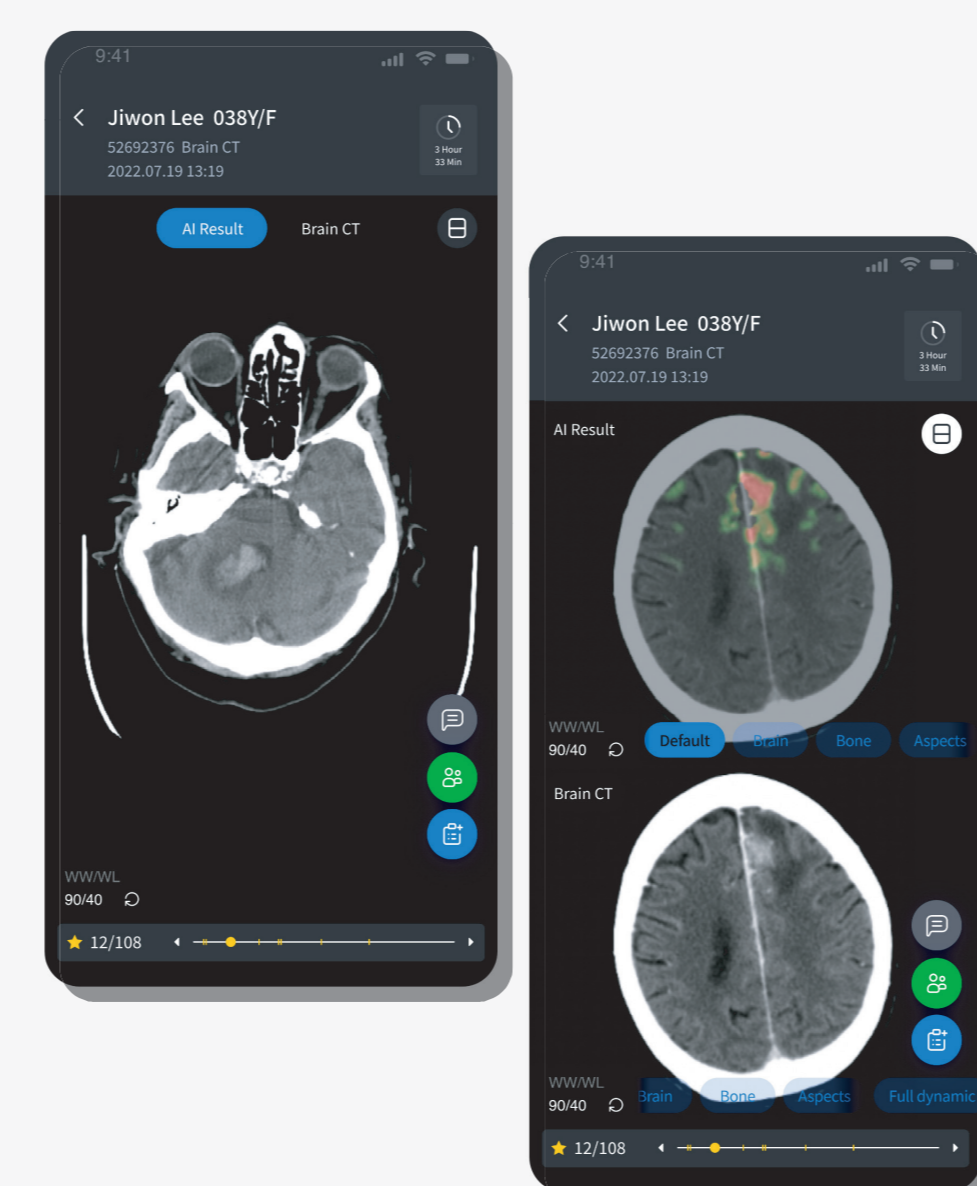 9:41
Jiwon Lee 038Y/F
52692376 Brain CT
2022.07.19 13:19
3 Hour
33 Min
AI Result
Brain CT
WW/WL
90/40
12/108
9:41
Jiwon Lee 038Y/F
52692376 Brain CT
2022.07.19 13:19
3 Hour
33 Min
AI Result
WW/WL
90/40
Default Brain Bone Aspects
Brain CT
WW/WL
90/40
Brain Bone Aspects Full dynamic
12/108